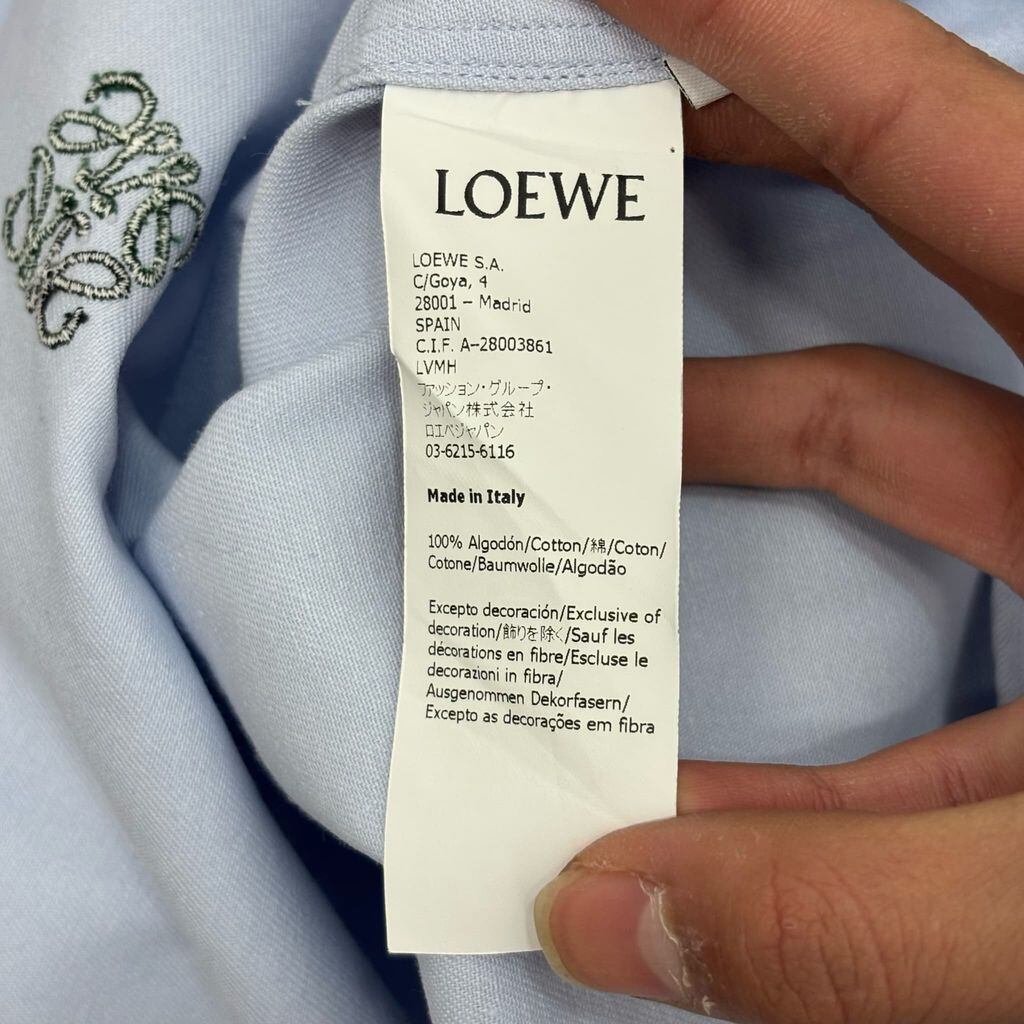 LOEWE
LOEWE S.A.
C/Goya, 4
28001 – Madrid
SPAIN
C.I.F. A-28003861
LVMH
ファッション・グループ・
ジャパン株式会社
ロエベジャパン
03-6215-6116
Made in Italy
100% Algodón/Cotton/綿/Coton/
Cotone/Baumwolle/Algodão
Excepto decoración/Exclusive of
decoration/飾りを除く/Sauf les
décorations en fibre/Escluse le
decorazioni in fibra/
Ausgenommen Dekorfasern/
Excepto as decorações em fibra